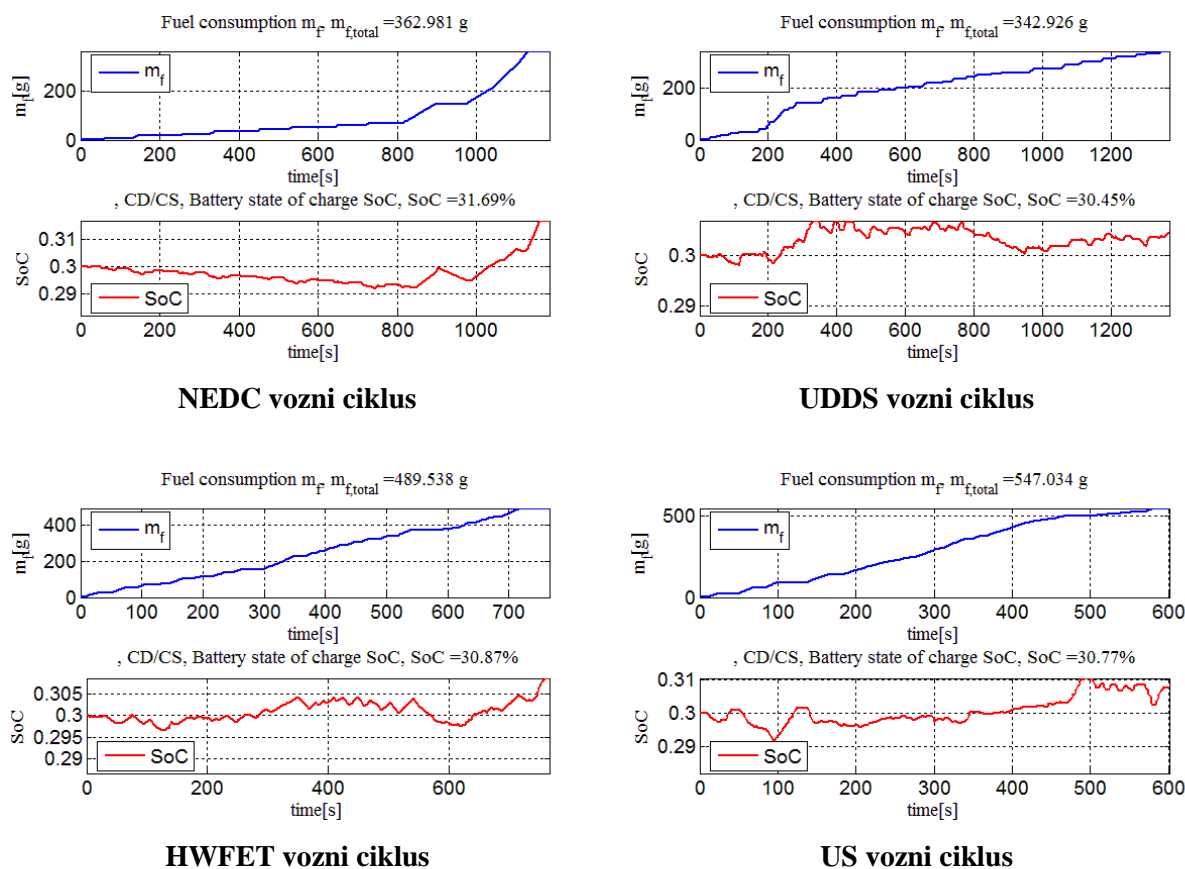 Fuel consumption m_f, m_f,total =362.981 g
m_f[g]
m_f
200
0
0 200 400 600 800 1000
time[s]
, CD/CS, Battery state of charge SoC, SoC =31.69%
SoC
0.31
0.3
0.29
SoC
0 200 400 600 800 1000
time[s]
NEDC vozni ciklus
Fuel consumption m_f, m_f,total =342.926 g
m_f[g]
m_f
200
0
0 200 400 600 800 1000 1200
time[s]
, CD/CS, Battery state of charge SoC, SoC =30.45%
SoC
0.3
0.29
SoC
0 200 400 600 800 1000 1200
time[s]
UDDS vozni ciklus
Fuel consumption m_f, m_f,total =489.538 g
m_f[g]
m_f
400
200
0
0 100 200 300 400 500 600 700
time[s]
, CD/CS, Battery state of charge SoC, SoC =30.87%
SoC
0.305
0.3
0.295
0.29
SoC
0 200 400 600
time[s]
HWFET vozni ciklus
Fuel consumption m_f, m_f,total =547.034 g
m_f[g]
m_f
500
0
0 100 200 300 400 500 600
time[s]
, CD/CS, Battery state of charge SoC, SoC =30.77%
SoC
0.31
0.3
0.29
SoC
0 100 200 300 400 500 600
time[s]
US vozni ciklus